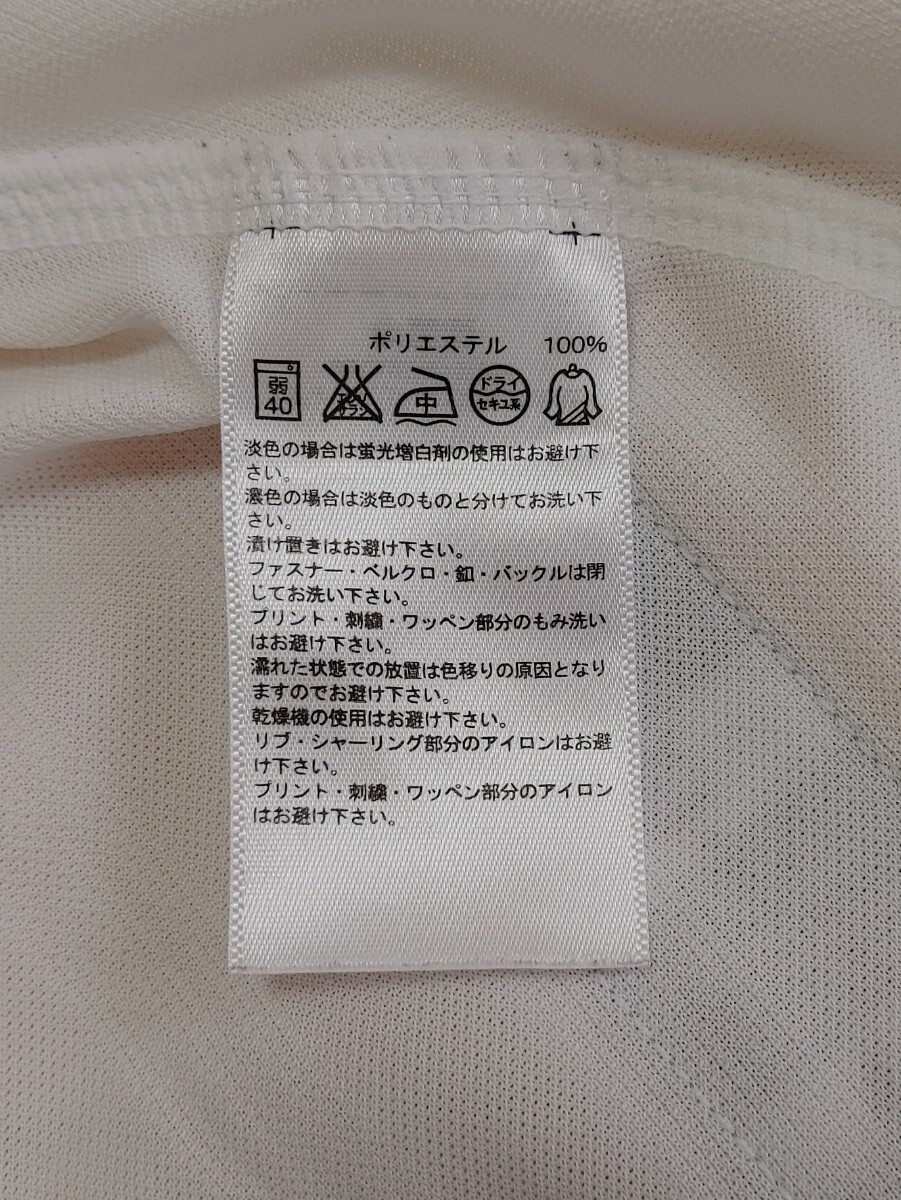 ポリエステル 100%
弱 40 エンソ サラシ 中 ドライ セキユ系
淡色の場合は蛍光増白剤の使用はお避け下
さい。
濃色の場合は淡色のものと分けてお洗い下
さい。
漬け置きはお避け下さい。
ファスナー・ベルクロ・釦・バックルは閉
じてお洗い下さい。
プリント・刺繍・ワッペン部分のもみ洗い
はお避け下さい。
濡れた状態での放置は色移りの原因となり
ますのでお避け下さい。
乾燥機の使用はお避け下さい。
リブ・シャーリング部分のアイロンはお避
け下さい。
プリント・刺繍・ワッペン部分のアイロン
はお避け下さい。